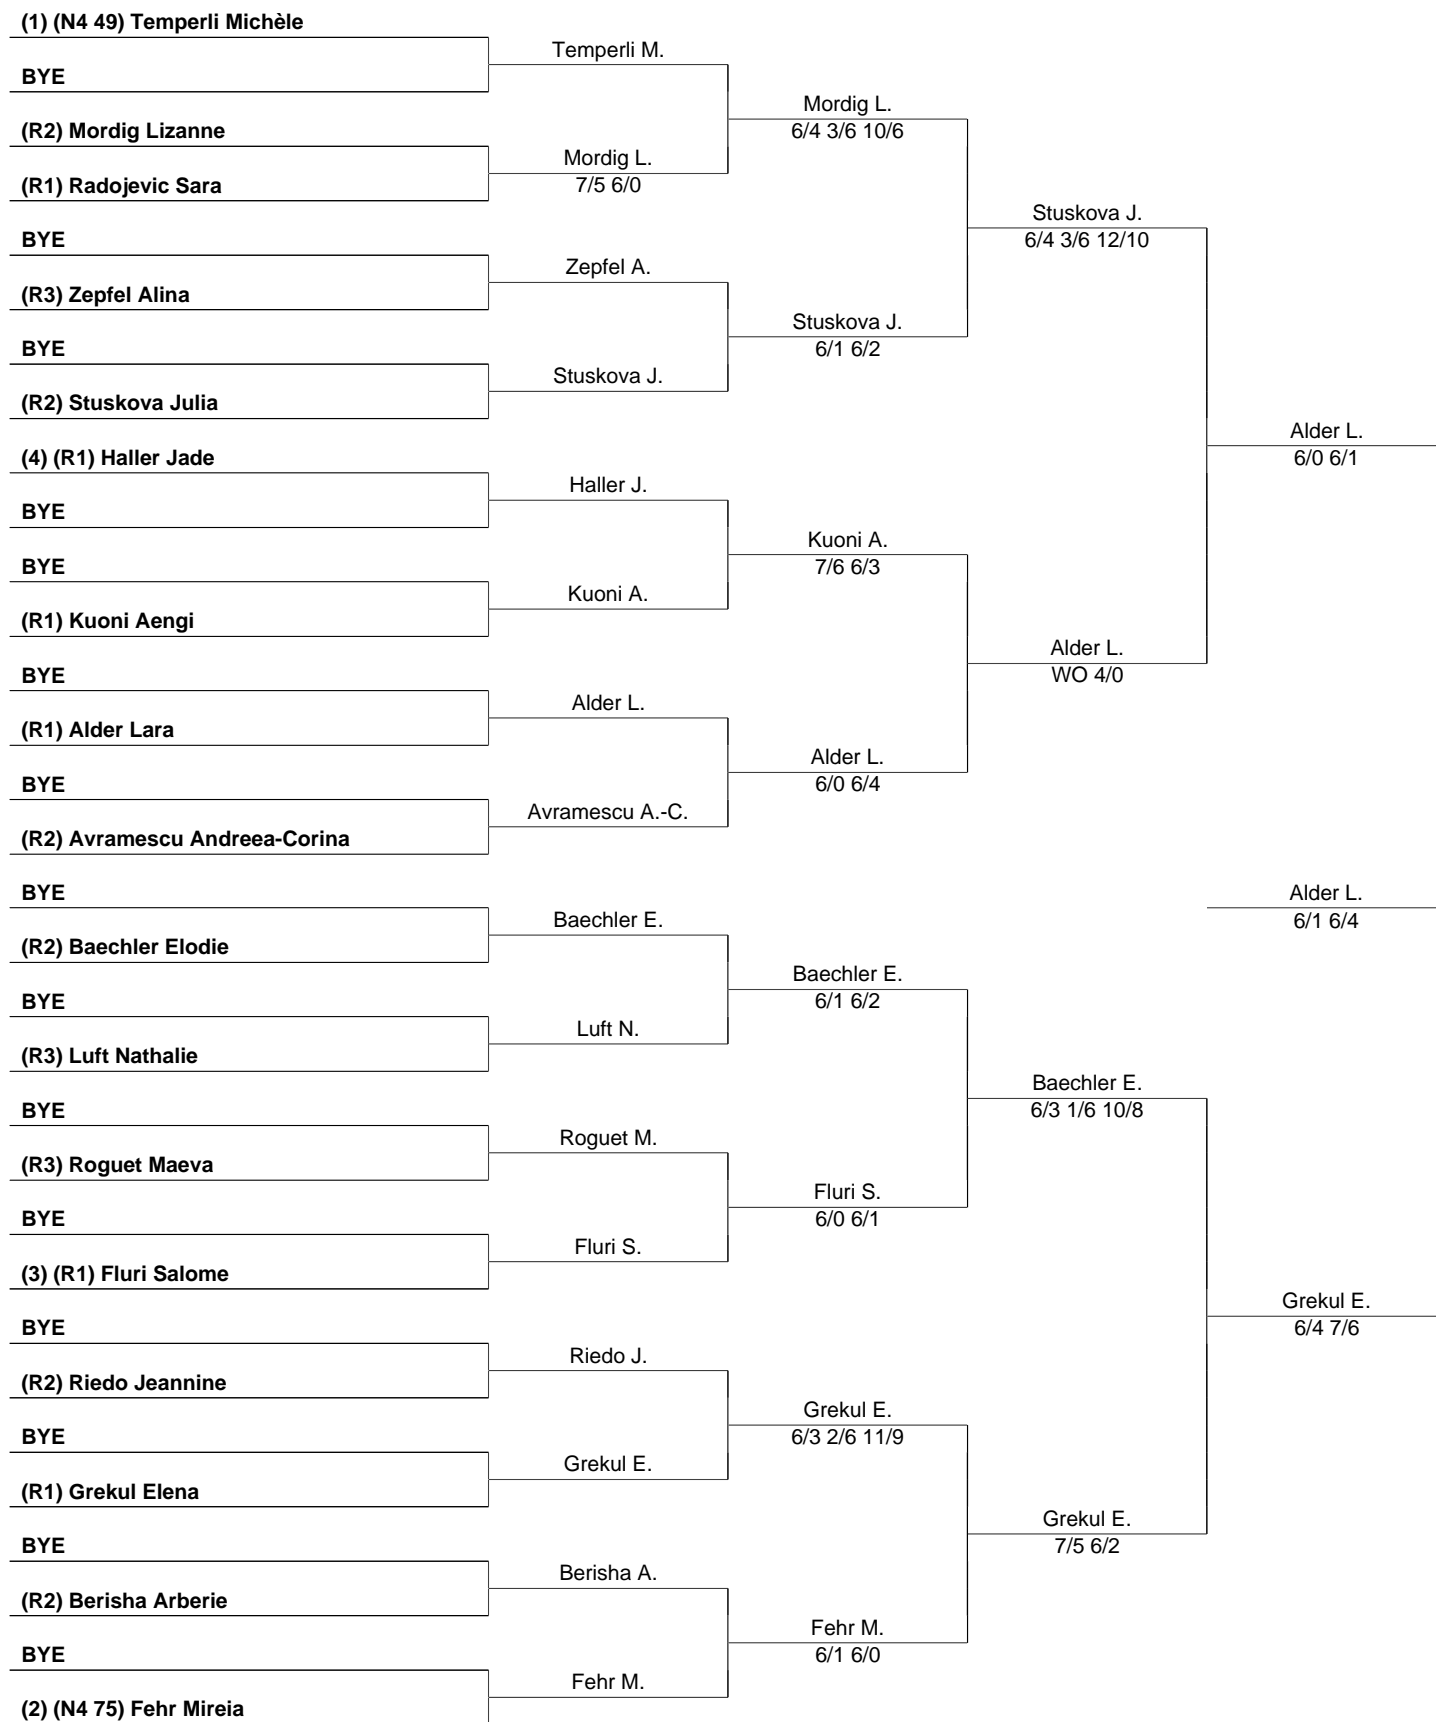 (1) (N4 49) Temperli Michèle
BYE
(R2) Mordig Lizanne
(R1) Radojevic Sara
BYE
(R3) Zepfel Alina
BYE
(R2) Stuskova Julia
(4) (R1) Haller Jade
BYE
BYE
(R1) Kuoni Aengi
BYE
(R1) Alder Lara
BYE
(R2) Avramescu Andreea-Corina
BYE
(R2) Baechler Elodie
BYE
(R3) Luft Nathalie
BYE
(R3) Roguet Maeva
BYE
(3) (R1) Fluri Salome
BYE
(R2) Riedo Jeannine
BYE
(R1) Grekul Elena
BYE
(R2) Berisha Arberie
BYE
(2) (N4 75) Fehr Mireia
Temperli M.
Mordig L.
7/5 6/0
Zepfel A.
Stuskova J.
Haller J.
Kuoni A.
Alder L.
Avramescu A.-C.
Baechler E.
Luft N.
Roguet M.
Fluri S.
Riedo J.
Grekul E.
Berisha A.
Fehr M.
Mordig L.
6/4 3/6 10/6
Stuskova J.
6/1 6/2
Kuoni A.
7/6 6/3
Alder L.
6/0 6/4
Baechler E.
6/1 6/2
Fluri S.
6/0 6/1
Grekul E.
6/3 2/6 11/9
Fehr M.
6/1 6/0
Stuskova J.
6/4 3/6 12/10
Alder L.
WO 4/0
Baechler E.
6/3 1/6 10/8
Grekul E.
7/5 6/2
Alder L.
6/0 6/1
Alder L.
6/1 6/4
Grekul E.
6/4 7/6